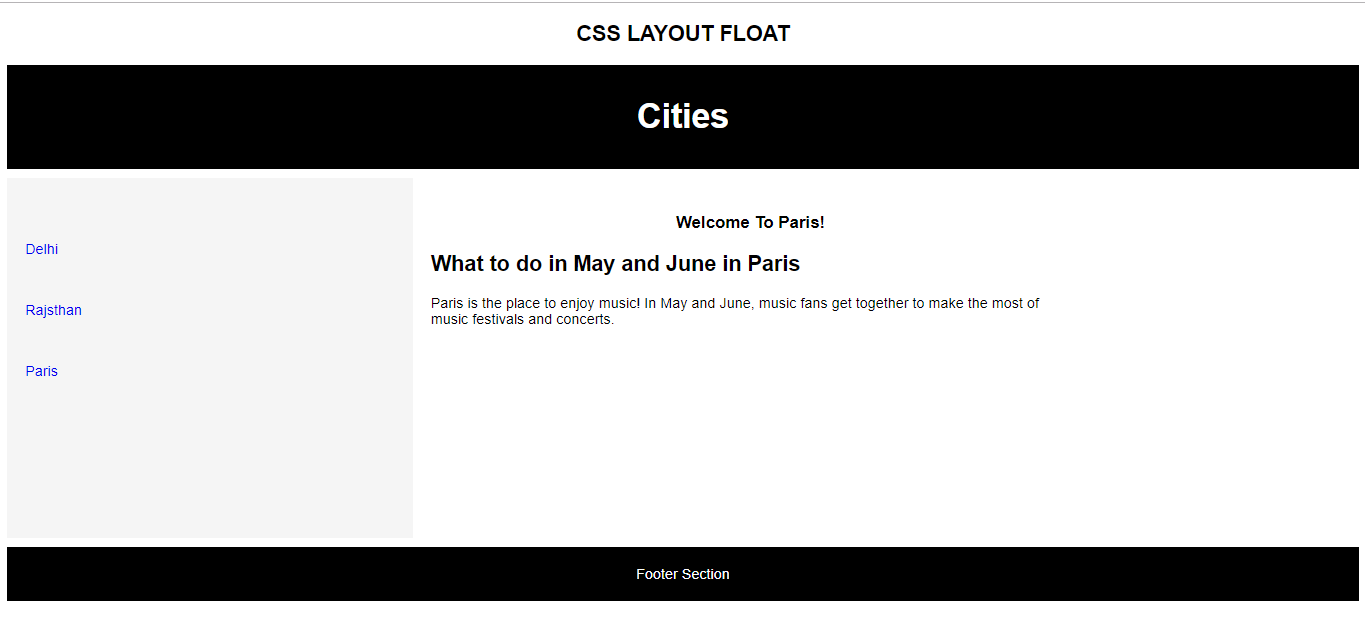 CSS LAYOUT FLOAT
Cities
Delhi
Rajsthan
Paris
Welcome To Paris!
What to do in May and June in Paris
Paris is the place to enjoy music! In May and June, music fans get together to make the most of
music festivals and concerts.
Footer Section